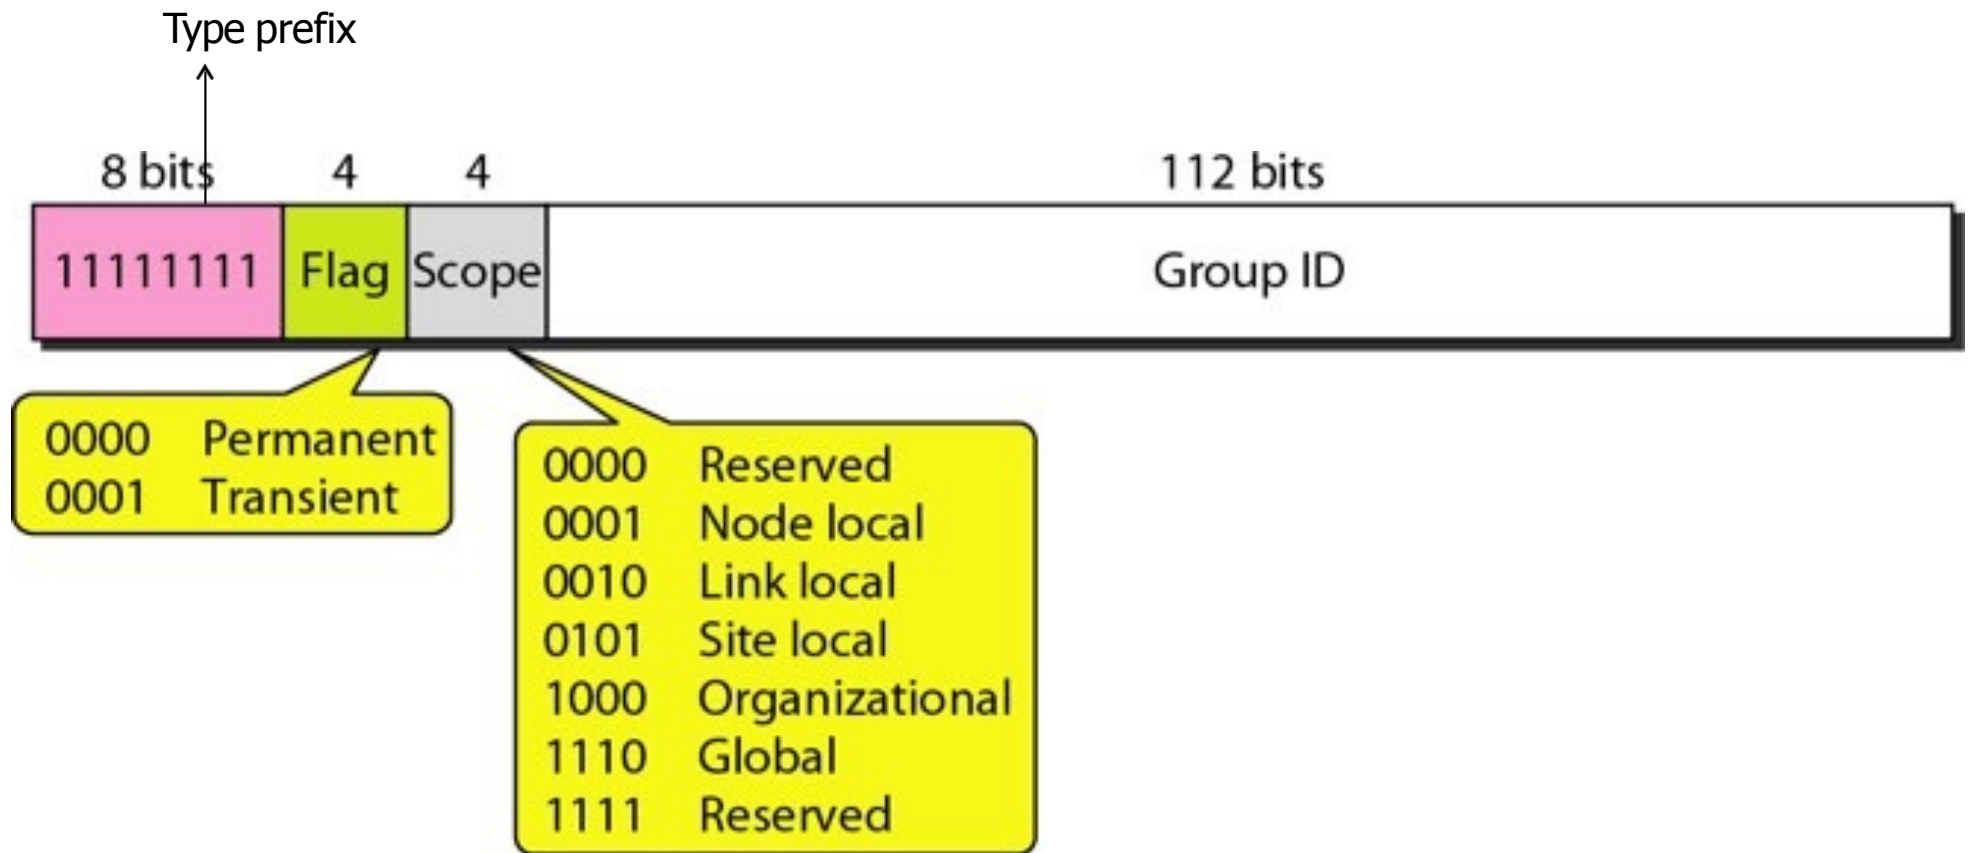 Type prefix
8 bits 4 4 112 bits
11111111 Flag Scope Group ID
0000 Permanent
0001 Transient
0000 Reserved
0001 Node local
0010 Link local
0101 Site local
1000 Organizational
1110 Global
1111 Reserved